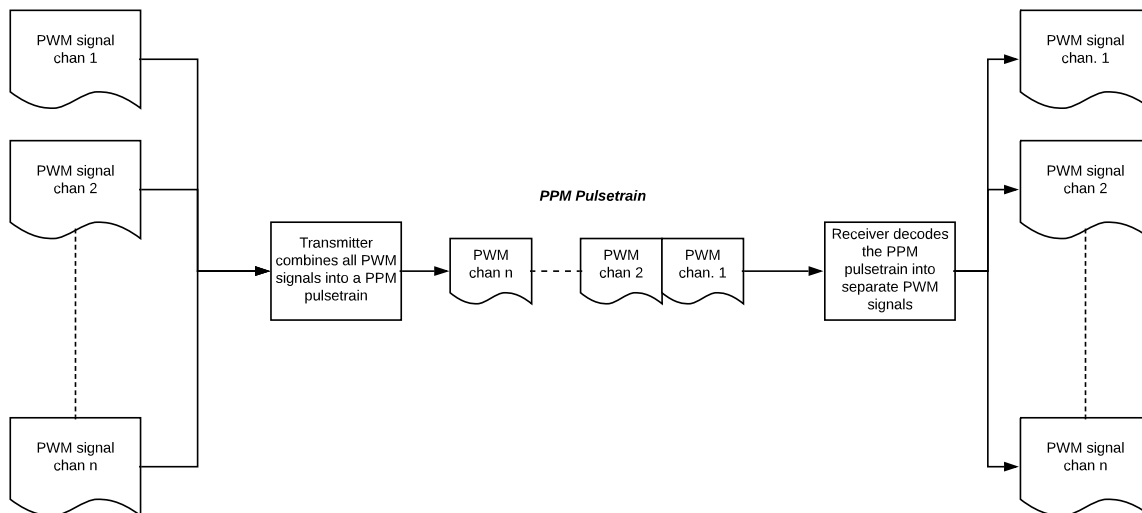 PWM signal
chan 1
PWM signal
chan 2
PWM signal
chan n
Transmitter
combines all PWM
signals into a PPM
pulsetrain
PPM Pulsetrain
PWM
chan n
PWM
chan 2
PWM
chan. 1
Receiver decodes
the PPM
pulsetrain into
separate PWM
signals
PWM signal
chan. 1
PWM signal
chan 2
PWM signal
chan n